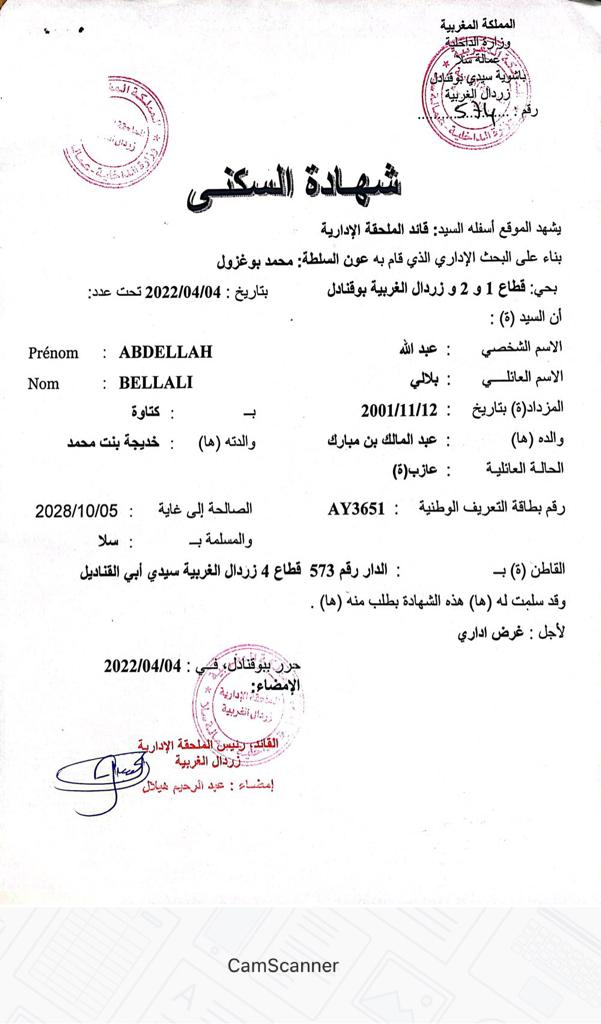 المملكة المغربية
وزارة الداخلية
عمالة سلا
باشوية سيدي بوقنادل
زردال الغربية
رقم : 574
شهادة السكنى
يشهد الموقع أسفله السيد: قائد الملحقة الإدارية
بناء على البحث الإداري الذي قام به عون السلطة: محمد بوغزول
بحي: قطاع 1 و 2 و زردال الغربية بوقنادل بتاريخ : 2022/04/04 تحت عدد:
أن السيد (ة) :
الاسم الشخصي : عبد الله Prénom : ABDELLAH
الاسم العائلـــي : بلالي Nom : BELLALI
المزداد(ة) بتاريخ : 2001/11/12 بـــ : كتاوة
والده (ها) : عبد المالك بن مبارك والدته (ها) : خديجة بنت محمد
الحالة العائلية : عازب(ة)
رقم بطاقة التعريف الوطنية : AY3651 الصالحة إلى غاية : 2028/10/05
والمسلمة بـــ : سلا
القاطن (ة) بـــ : الدار رقم 573 قطاع 4 زردال الغربية سيدي أبي القناديل
وقد سلمت له (ها) هذه الشهادة بطلب منه (ها) .
لأجل : غرض اداري
حرر ببوقنادل، فـــي : 2022/04/04
الإمضاء:
القائد، رئيس الملحقة الإدارية
زردال الغربية
إمضاء : عبد الرحيم هيلال
CamScanner